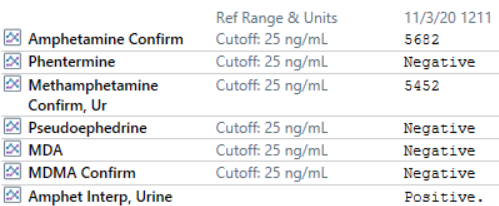 Ref Range & Units 11/3/20 1211
Amphetamine Confirm Cutoff: 25 ng/mL 5682
Phentermine Cutoff: 25 ng/mL Negative
Methamphetamine Cutoff: 25 ng/mL 5452
Confirm, Ur
Pseudoephedrine Cutoff: 25 ng/mL Negative
MDA Cutoff: 25 ng/mL Negative
MDMA Confirm Cutoff: 25 ng/mL Negative
Amphet Interp, Urine Positive.